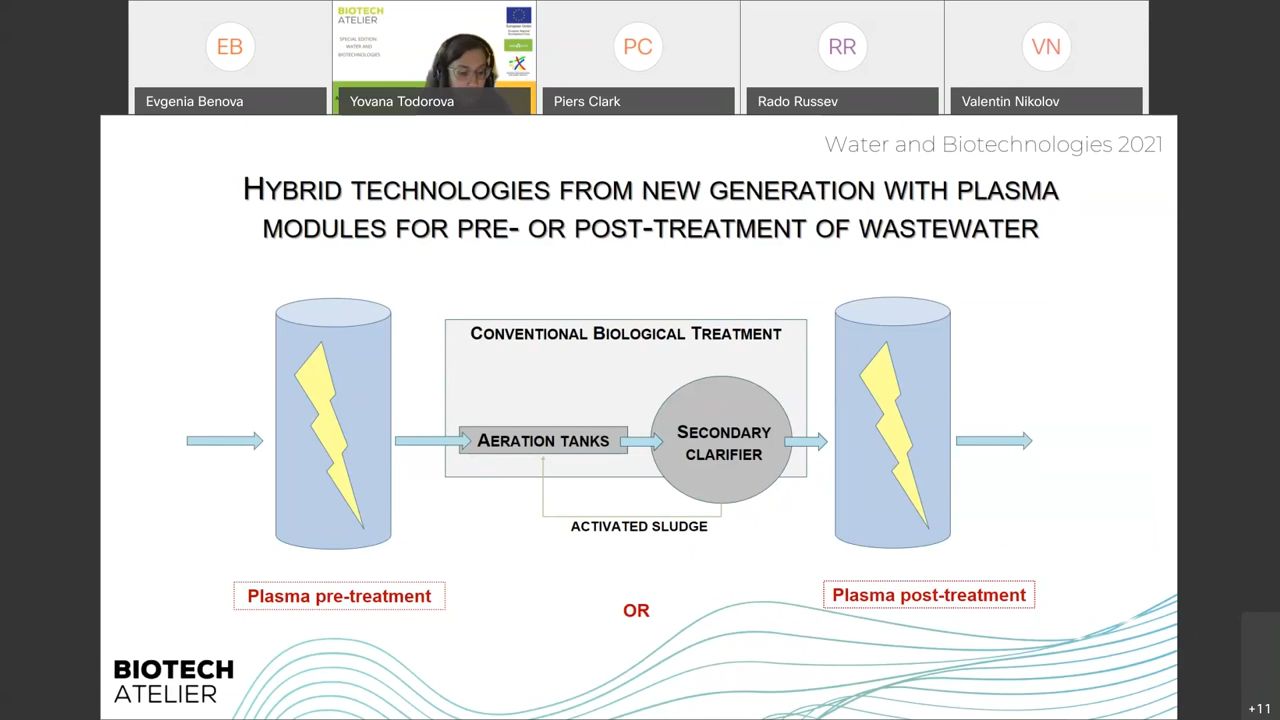 EB
BIOTECH
ATELIER
SPECIAL EDITION:
WATER AND
BIOTECHNOLOGIES
European Union
PC
RR
VN
Evgenia Benova
Yovana Todorova
Piers Clark
Rado Russev
Valentin Nikolov
Water and Biotechnologies 2021
HYBRID TECHNOLOGIES FROM NEW GENERATION WITH PLASMA
MODULES FOR PRE- OR POST-TREATMENT OF WASTEWATER
CONVENTIONAL BIOLOGICAL TREATMENT
AERATION TANKS
SECONDARY
CLARIFIER
ACTIVATED SLUDGE
Plasma pre-treatment
OR
Plasma post-treatment
BIOTECH
ATELIER
+11